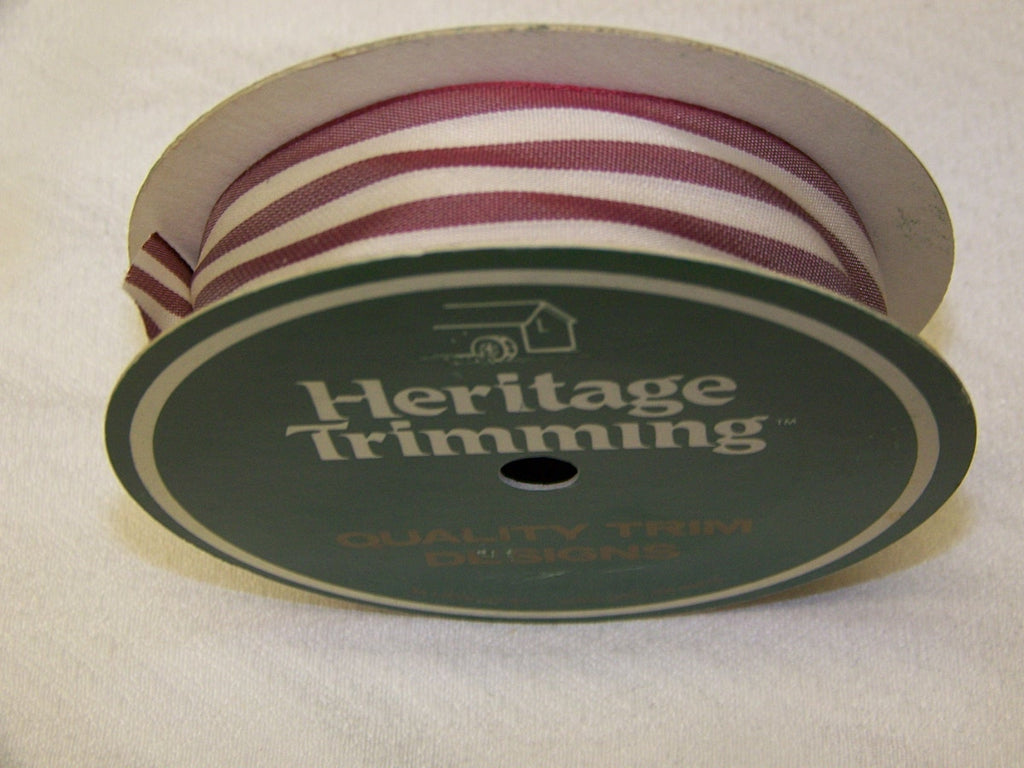 Heritage
Trimming™
QUALITY TRIM
DESIGNS